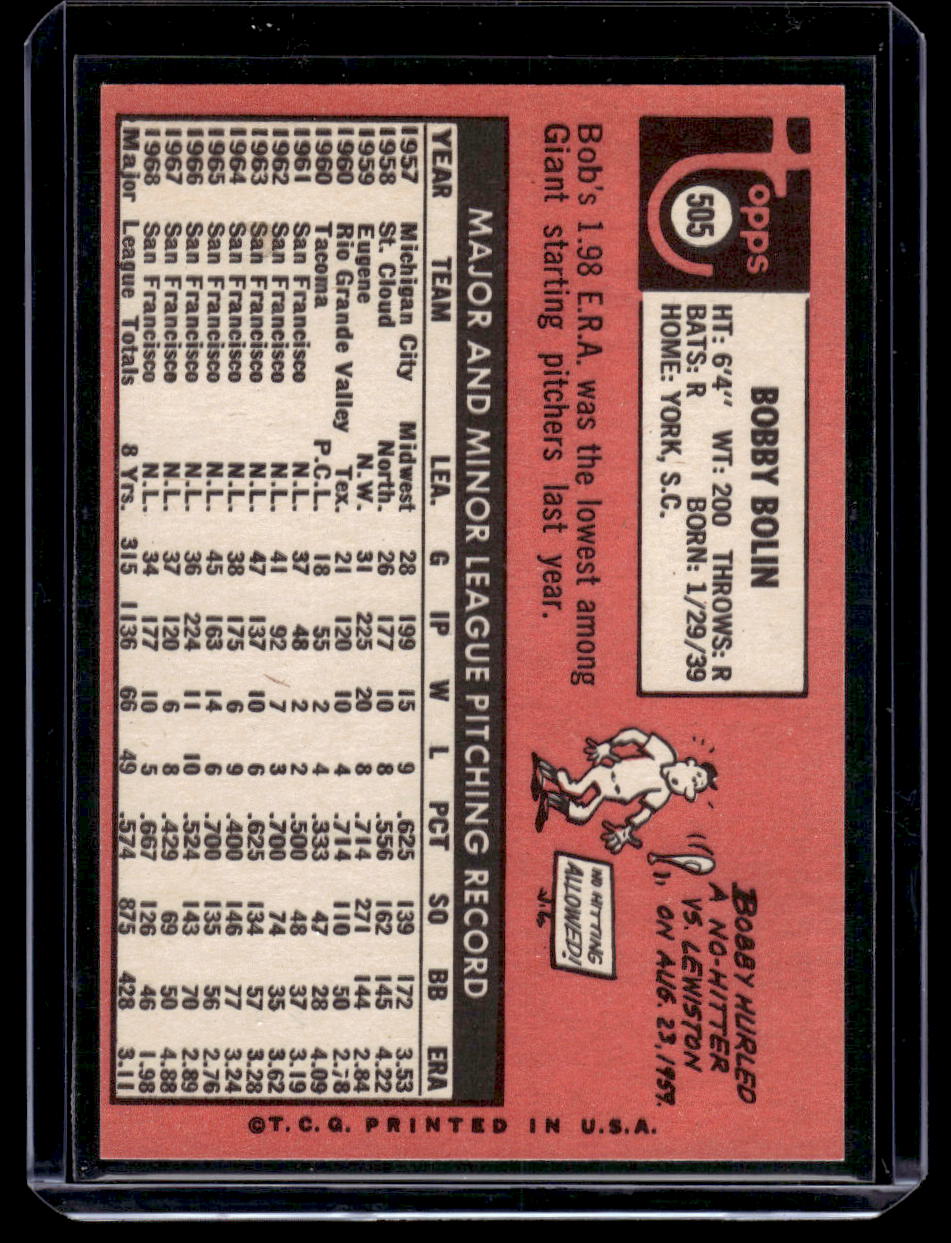 Topps
505
BOBBY BOLIN
HT: 6'4" WT: 200 THROWS: R
BATS: R BORN: 1/29/39
HOME: YORK, S.C.
Bob's 1.98 E.R.A. was the lowest among
Giant starting pitchers last year.
BOBBY HURLED
A NO-HITTER
VS. LEWISTON
ON AUG. 23, 1959.
NO HITTING
ALLOWED!
J.G.
MAJOR AND MINOR LEAGUE PITCHING RECORD
YEAR TEAM LEA. G IP W L PCT SO BB ERA
1957 Michigan City Midwest 28 199 15 9 .625 139 172 3.53
1958 St. Cloud North. 26 177 10 8 .556 162 145 4.22
1959 Eugene N.W. 31 225 20 8 .714 271 144 2.84
1960 Rio Grande Valley Tex. 21 120 10 4 .714 110 50 2.78
1960 Tacoma P.C.L. 18 55 2 4 .333 47 28 4.09
1961 San Francisco N.L. 37 48 2 2 .500 48 37 3.19
1962 San Francisco N.L. 41 92 7 3 .700 74 35 3.62
1963 San Francisco N.L. 47 137 10 6 .625 134 57 3.28
1964 San Francisco N.L. 38 175 6 9 .400 146 77 3.24
1965 San Francisco N.L. 45 163 14 6 .700 135 56 2.76
1966 San Francisco N.L. 36 224 11 10 .524 143 70 2.89
1967 San Francisco N.L. 37 120 6 8 .429 69 50 4.88
1968 San Francisco N.L. 34 177 10 5 .667 126 46 1.98
Major League Totals 8 Yrs. 315 1136 66 49 .574 875 428 3.11
©T.C.G. PRINTED IN U.S.A.